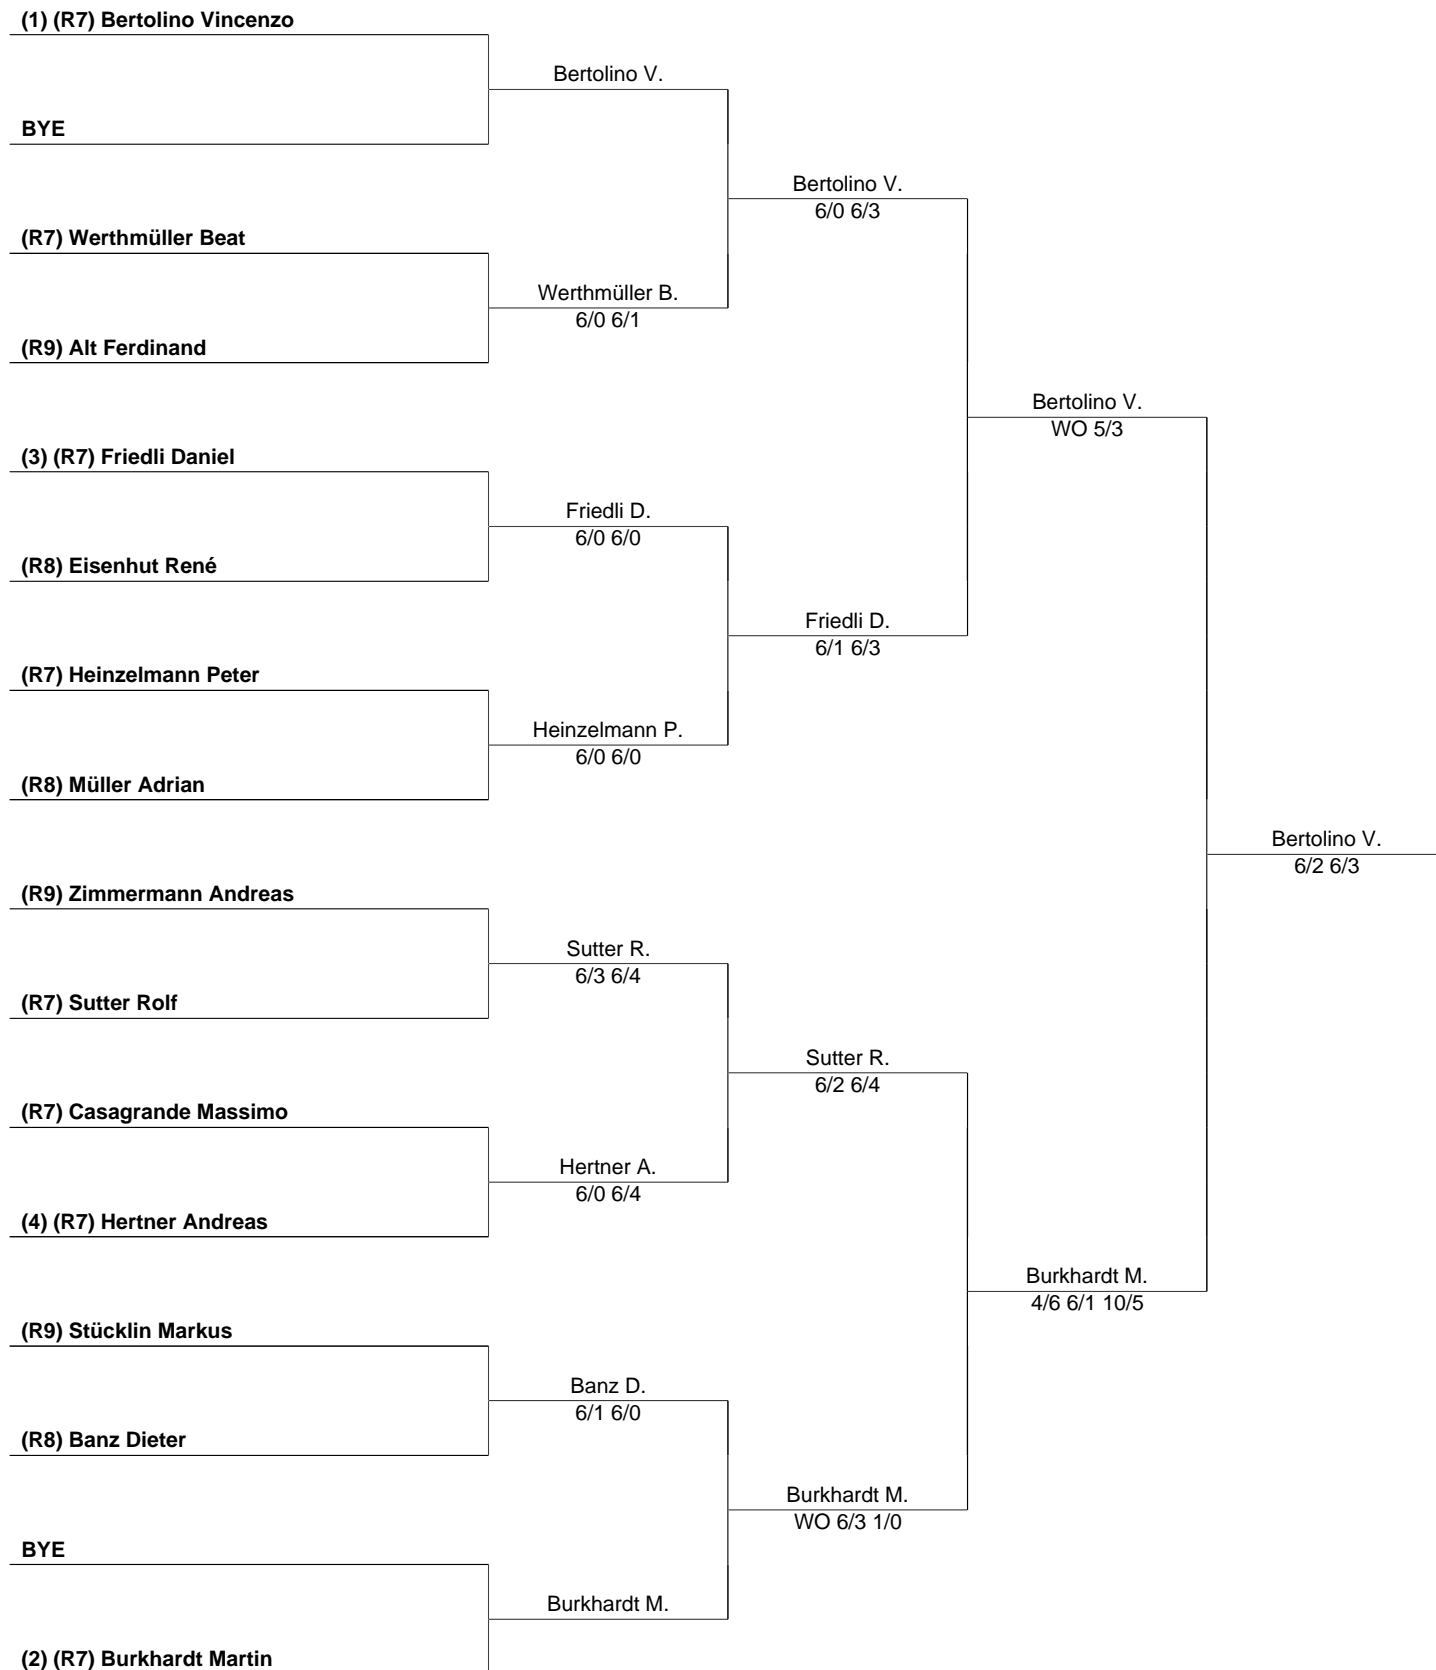 (1) (R7) Bertolino Vincenzo
Bertolino V.
BYE
Bertolino V.
6/0 6/3
(R7) Werthmüller Beat
Werthmüller B.
6/0 6/1
(R9) Alt Ferdinand
Bertolino V.
WO 5/3
(3) (R7) Friedli Daniel
Friedli D.
6/0 6/0
(R8) Eisenhut René
Friedli D.
6/1 6/3
(R7) Heinzelmann Peter
Heinzelmann P.
6/0 6/0
(R8) Müller Adrian
Bertolino V.
6/2 6/3
(R9) Zimmermann Andreas
Sutter R.
6/3 6/4
(R7) Sutter Rolf
Sutter R.
6/2 6/4
(R7) Casagrande Massimo
Hertner A.
6/0 6/4
(4) (R7) Hertner Andreas
Burkhardt M.
4/6 6/1 10/5
(R9) Stücklin Markus
Banz D.
6/1 6/0
(R8) Banz Dieter
Burkhardt M.
WO 6/3 1/0
BYE
Burkhardt M.
(2) (R7) Burkhardt Martin